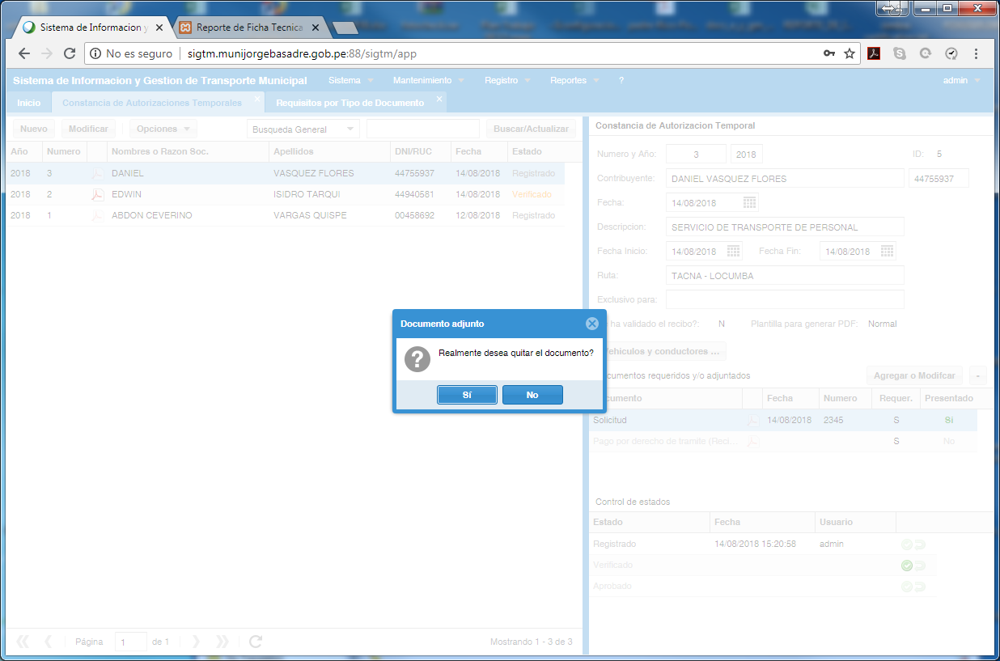 Sistema de Informacion y
Reporte de Ficha Tecnica
No es seguro sigtm.munijorgebasadre.gob.pe:88/sigtm/app
Sistema de Informacion y Gestion de Transporte Municipal Sistema Mantenimiento Registro Reportes ? admin
Inicio Constancia de Autorizaciones Temporales Requisitos por Tipo de Documento
Nuevo Modificar Opciones Busqueda General Buscar/Actualizar
Año Numero Nombres o Razon Soc. Apellidos DNI/RUC Fecha Estado
2018 3 DANIEL VASQUEZ FLORES 44755937 14/08/2018 Registrado
2018 2 EDWIN ISIDRO TARQUI 44940581 14/08/2018 Verificado
2018 1 ABDON CEVERINO VARGAS QUISPE 00458692 12/08/2018 Registrado
Constancia de Autorizacion Temporal
Numero y Año: 3 2018 ID: 5
Contribuyente: DANIEL VASQUEZ FLORES 44755937
Fecha: 14/08/2018
Descripcion: SERVICIO DE TRANSPORTE DE PERSONAL
Fecha Inicio: 14/08/2018 Fecha Fin: 14/08/2018
Ruta: TACNA - LOCUMBA
Exclusivo para:
ha validado el recibo?: N Plantilla para generar PDF: Normal
Vehiculos y conductores ...
cumentos requeridos y/o adjuntados Agregar o Modifcar -
cumento Fecha Numero Requer. Presentado
Solicitud 14/08/2018 2345 S Si
Pago por derecho de tramite (Reci... S No
Control de estados
Estado Fecha Usuario
Registrado 14/08/2018 15:20:58 admin
Verificado
Aprobado
Documento adjunto
Realmente desea quitar el documento?
Sí No
Página 1 de 1 Mostrando 1 - 3 de 3